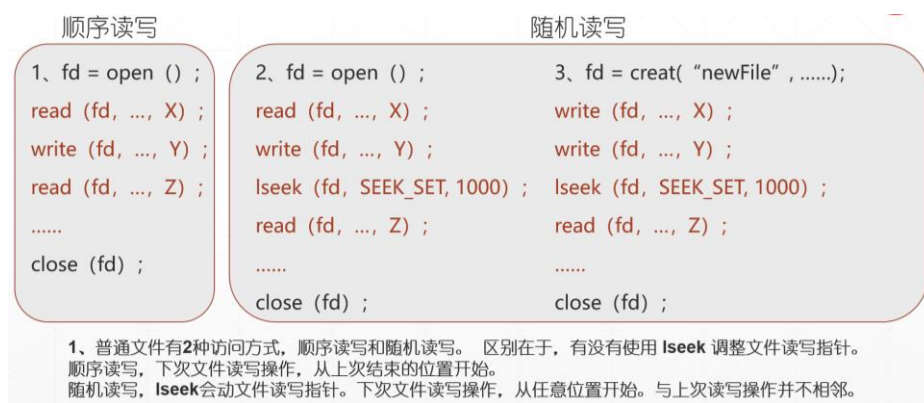 顺序读写
1、fd = open () ;
read (fd, ..., X) ;
write (fd, ..., Y) ;
read (fd, ..., Z) ;
......
close (fd) ;
随机读写
2、fd = open () ;
read (fd, ..., X) ;
write (fd, ..., Y) ;
lseek (fd, SEEK_SET, 1000) ;
read (fd, ..., Z) ;
......
close (fd) ;
3、fd = creat( “newFile” , ......);
write (fd, ..., X) ;
write (fd, ..., Y) ;
lseek (fd, SEEK_SET, 1000) ;
read (fd, ..., Z) ;
......
close (fd) ;
1、普通文件有2种访问方式，顺序读写和随机读写。 区别在于，有没有使用 lseek 调整文件读写指针。
顺序读写，下次文件读写操作，从上次结束的位置开始。
随机读写，lseek会动文件读写指针。下次文件读写操作，从任意位置开始。与上次读写操作并不相邻。